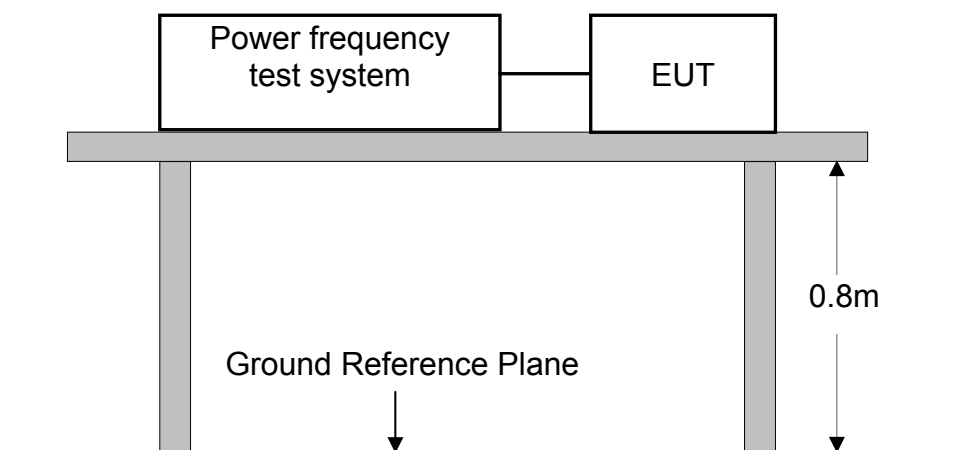 Power frequency
test system
EUT
0.8m
Ground Reference Plane